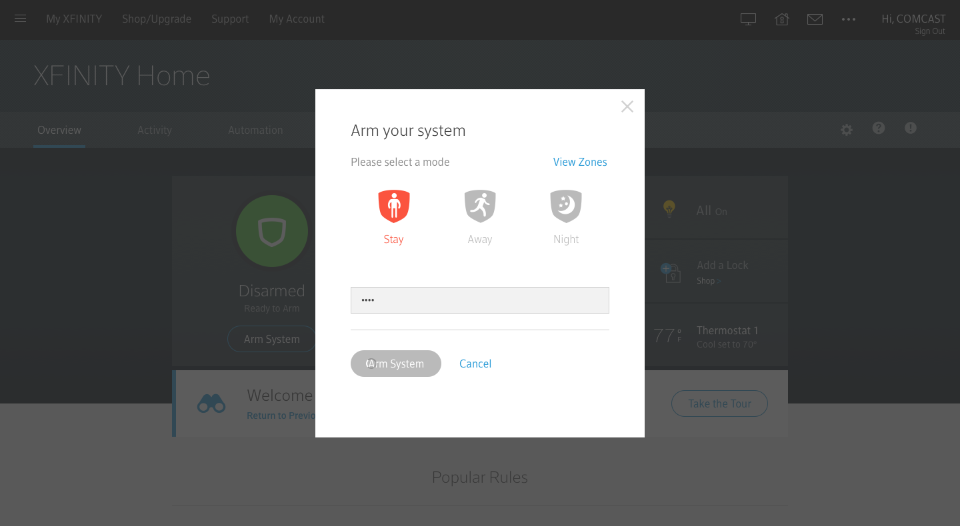 My XFINITY Shop/Upgrade Support My Account
Hi, COMCAST
Sign Out
XFINITY Home
Overview Activity Automation
Arm your system
Please select a mode View Zones
Stay Away Night
••••
Arm System Cancel
Disarmed
Ready to Arm
Arm System
All On
Add a Lock
Shop >
77° Thermostat 1
Cool set to 70°
Welcome
Return to Previo
Take the Tour
Popular Rules